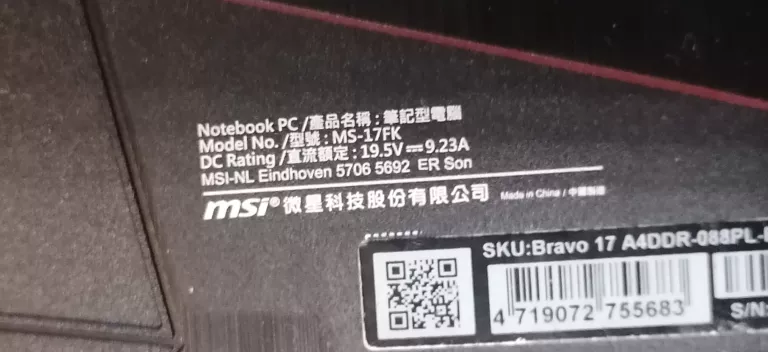 Notebook PC /產品名稱 : 筆記型電腦
Model No. /型號 : MS-17FK
DC Rating /直流額定 : 19.5V⎓9.23A
MSI-NL Eindhoven 5706 5692 ER Son
msi® 微星科技股份有限公司 Made in China / 中國製造
SKU:Bravo 17 A4DDR-088PL-
4 719072 755683
S/N: